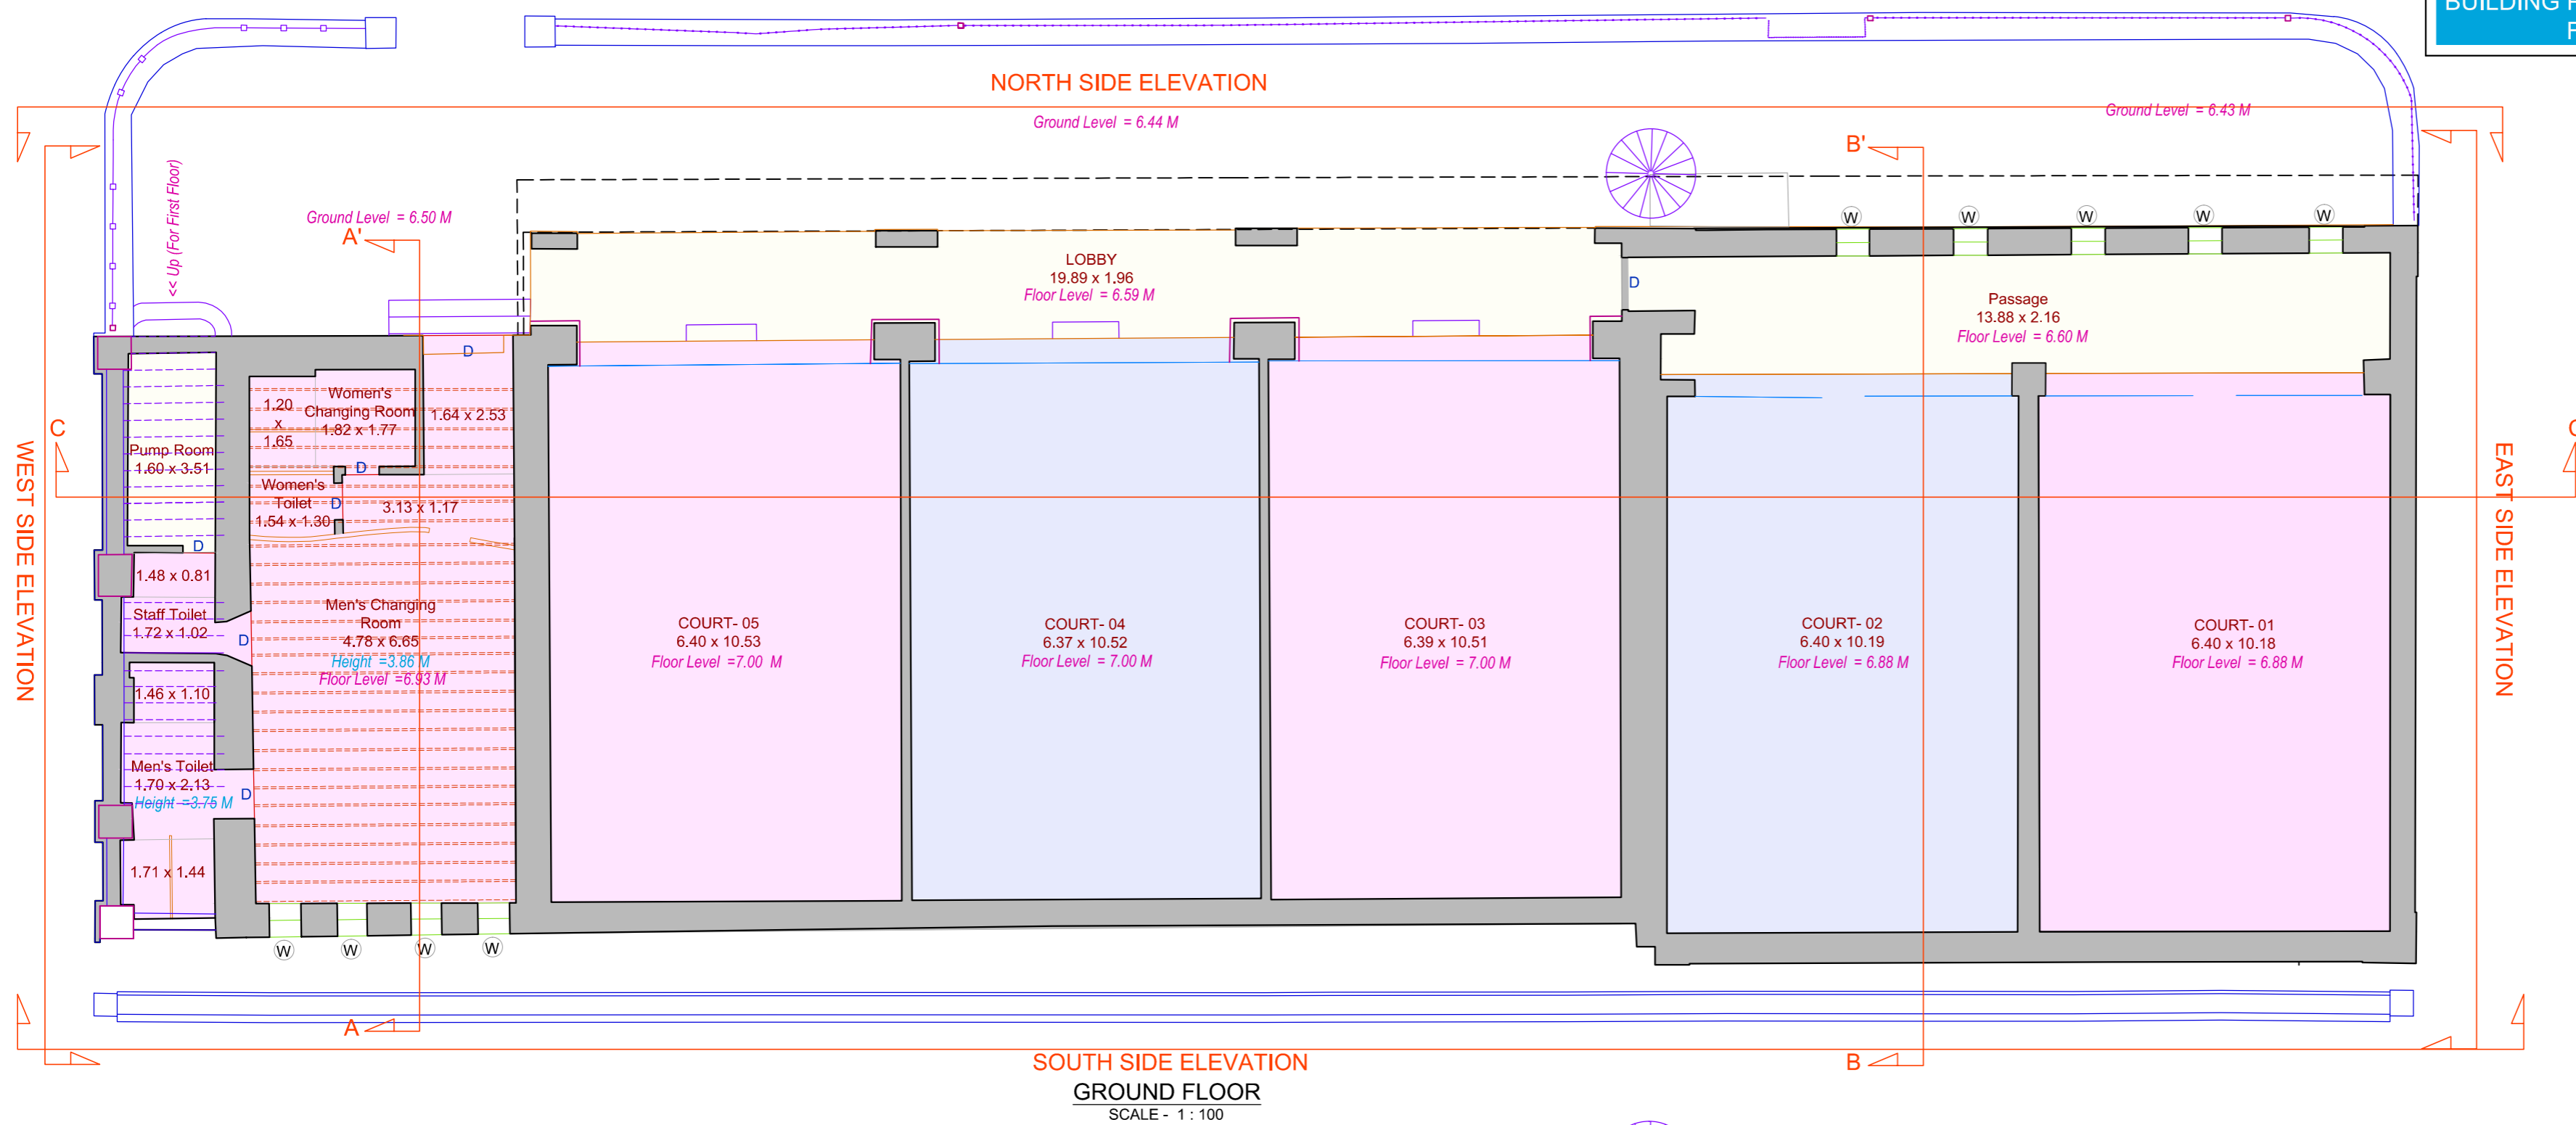 BUILDING
NORTH SIDE ELEVATION
Ground Level = 6.44 M
Ground Level = 6.43 M
<< Up (For First Floor)
Ground Level = 6.50 M
A'
B'
W
W
W
W
W
LOBBY
19.89 x 1.96
Floor Level = 6.59 M
D
Passage
13.88 x 2.16
Floor Level = 6.60 M
D
C
C
WEST SIDE ELEVATION
EAST SIDE ELEVATION
Pump Room
1.60 x 3.51
1.20
x
1.65
Women's
Changing Room
1.82 x 1.77
1.64 x 2.53
D
Women's
Toilet
1.54 x 1.30
D
3.13 x 1.17
D
1.48 x 0.81
Staff Toilet
1.72 x 1.02
D
Men's Changing
Room
4.78 x 6.65
Height =3.86 M
Floor Level =6.93 M
1.46 x 1.10
Men's Toilet
1.70 x 2.13
Height =3.75 M
D
1.71 x 1.44
COURT- 05
6.40 x 10.53
Floor Level =7.00 M
COURT- 04
6.37 x 10.52
Floor Level = 7.00 M
COURT- 03
6.39 x 10.51
Floor Level = 7.00 M
COURT- 02
6.40 x 10.19
Floor Level = 6.88 M
COURT- 01
6.40 x 10.18
Floor Level = 6.88 M
W
W
W
W
A
B
SOUTH SIDE ELEVATION
GROUND FLOOR
SCALE - 1 : 100